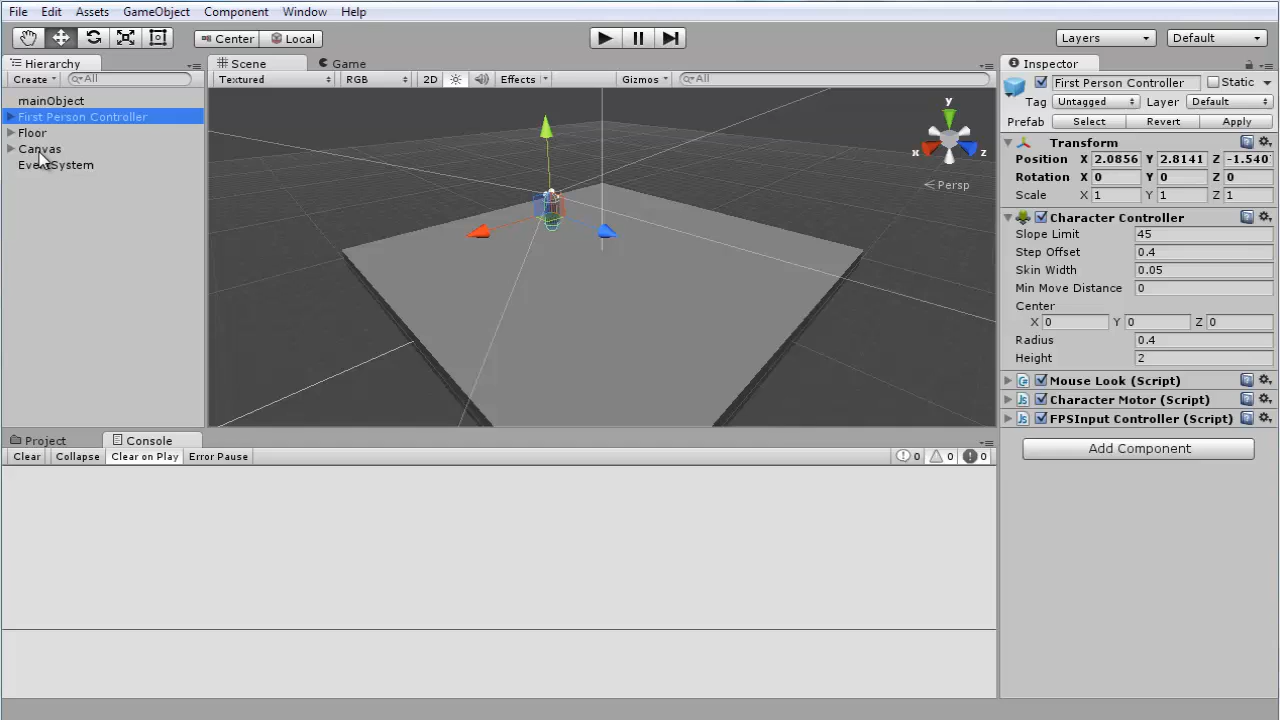 File Edit Assets GameObject Component Window Help
Center Local Layers Default
Hierarchy Scene Game Inspector
Create All Textured RGB 2D Effects Gizmos All
First Person Controller Static
mainObject
Tag Untagged Layer Default
First Person Controller
Prefab Select Revert Apply
Floor
Transform
Canvas
Position X 2.0856 Y 2.8141 Z -1.540
EventSystem
Rotation X 0 Y 0 Z 0
Scale X 1 Y 1 Z 1
y
x z
Persp
Character Controller
Slope Limit 45
Step Offset 0.4
Skin Width 0.05
Min Move Distance 0
Center
X 0 Y 0 Z 0
Radius 0.4
Height 2
Mouse Look (Script)
Character Motor (Script)
FPSInput Controller (Script)
Add Component
Project Console
Clear Collapse Clear on Play Error Pause 0 0 0